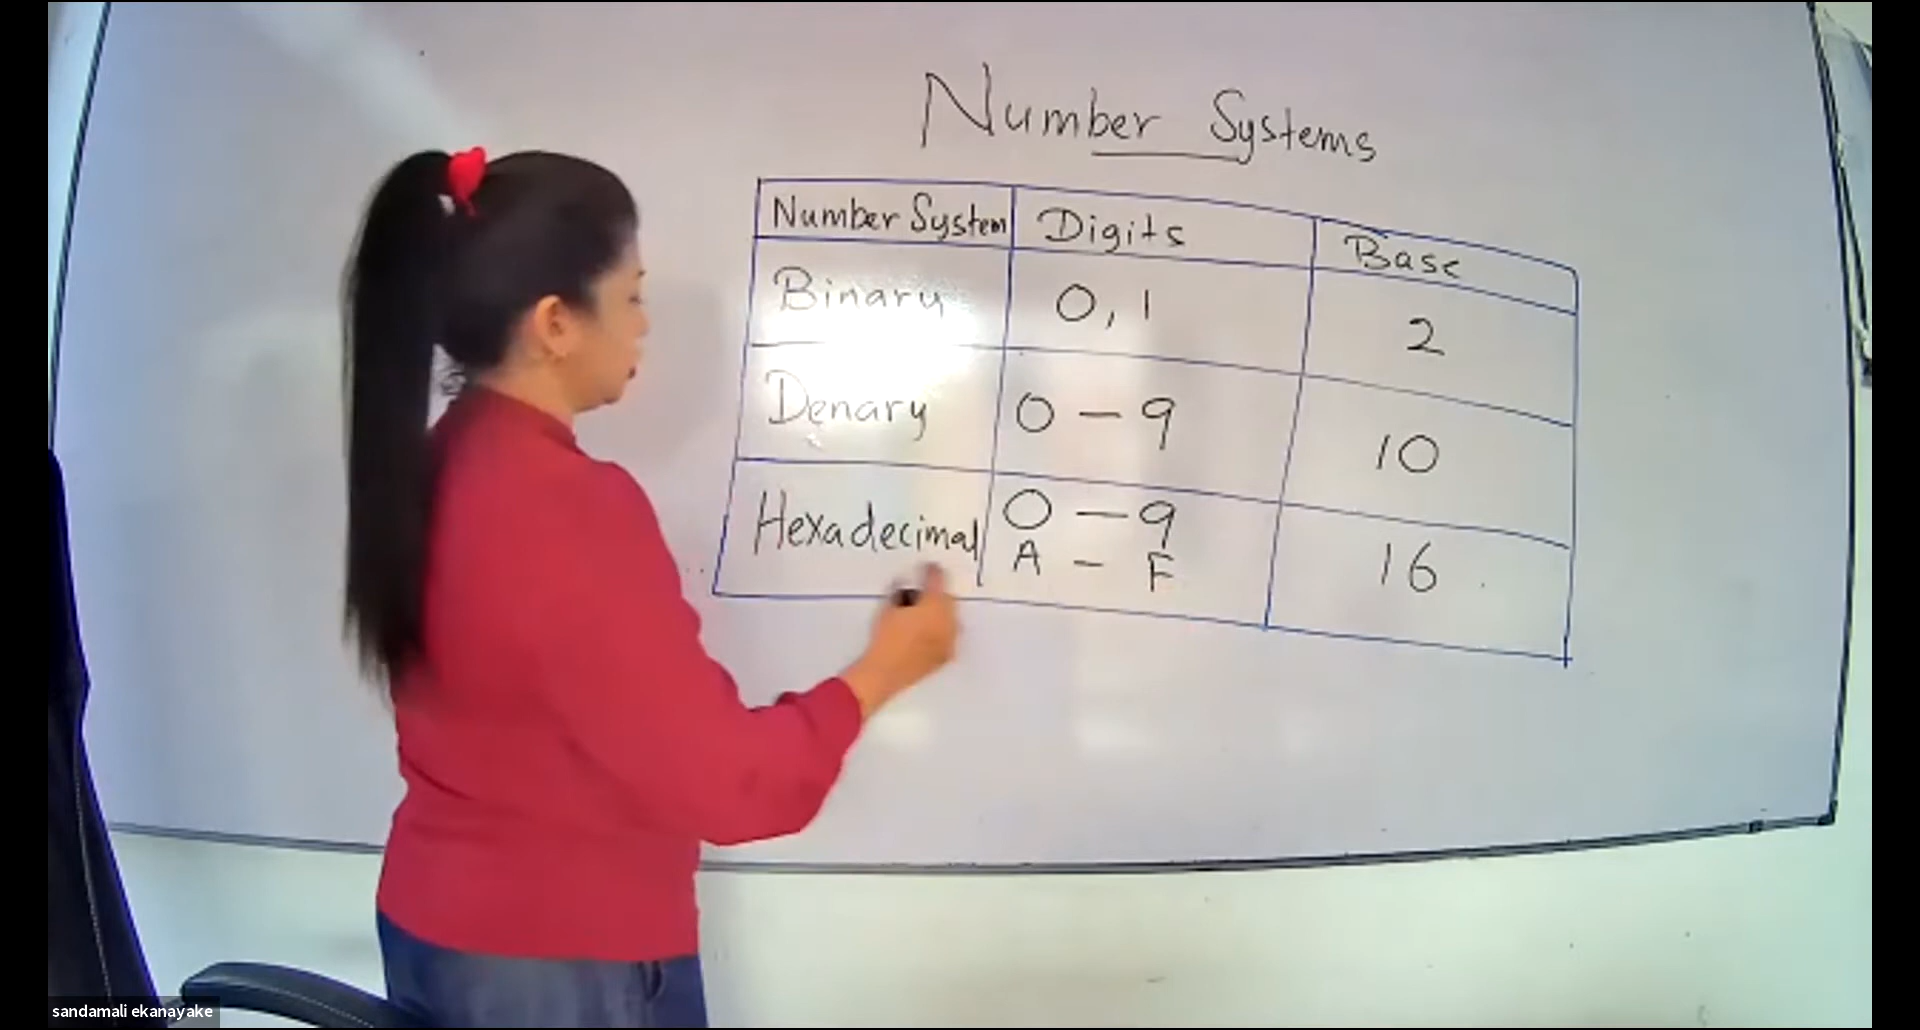 Number Systems
Number System Digits Base
Binary 0, 1 2
Denary 0 – 9 10
Hexadecimal 0 – 9 16
A – F
sandamali ekanayake